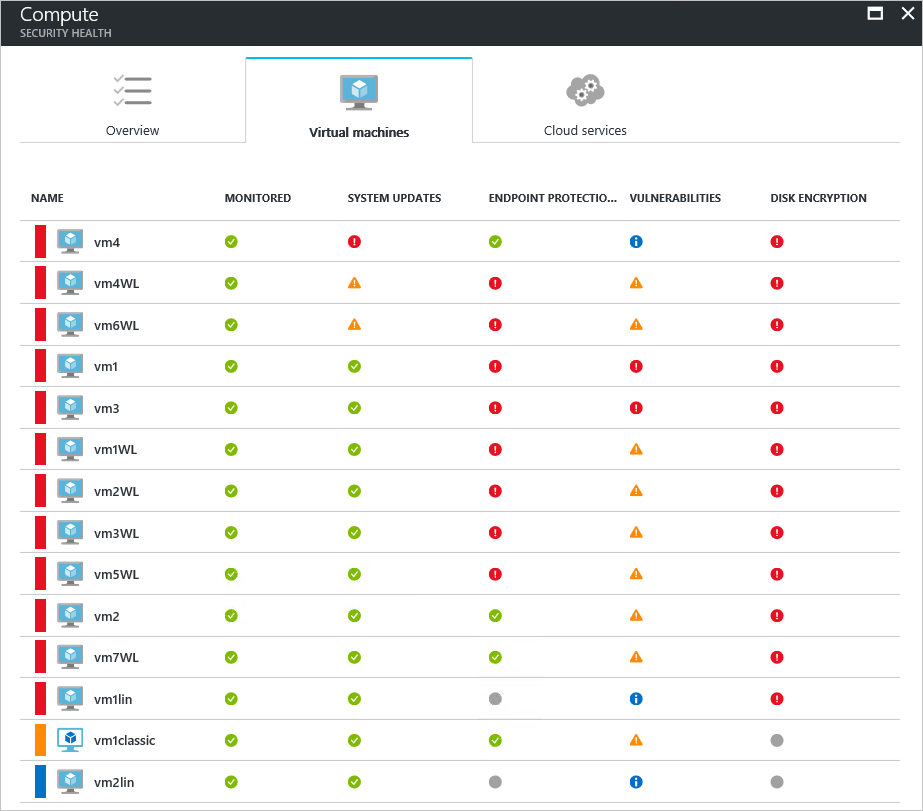 Compute
SECURITY HEALTH
Overview
Virtual machines
Cloud services
NAME MONITORED SYSTEM UPDATES ENDPOINT PROTECTIO... VULNERABILITIES DISK ENCRYPTION
vm4
vm4WL
vm6WL
vm1
vm3
vm1WL
vm2WL
vm3WL
vm5WL
vm2
vm7WL
vm1lin
vm1classic
vm2lin